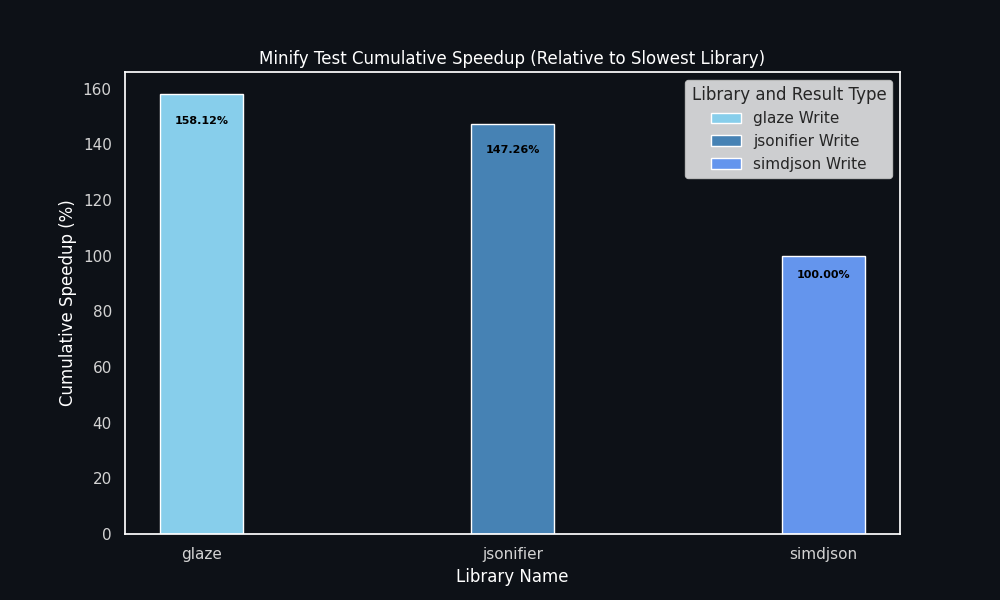 Minify Test Cumulative Speedup (Relative to Slowest Library)
Library and Result Type
glaze Write
jsonifier Write
simdjson Write
Cumulative Speedup (%)
160
140
120
100
80
60
40
20
0
158.12%
147.26%
100.00%
glaze
jsonifier
simdjson
Library Name